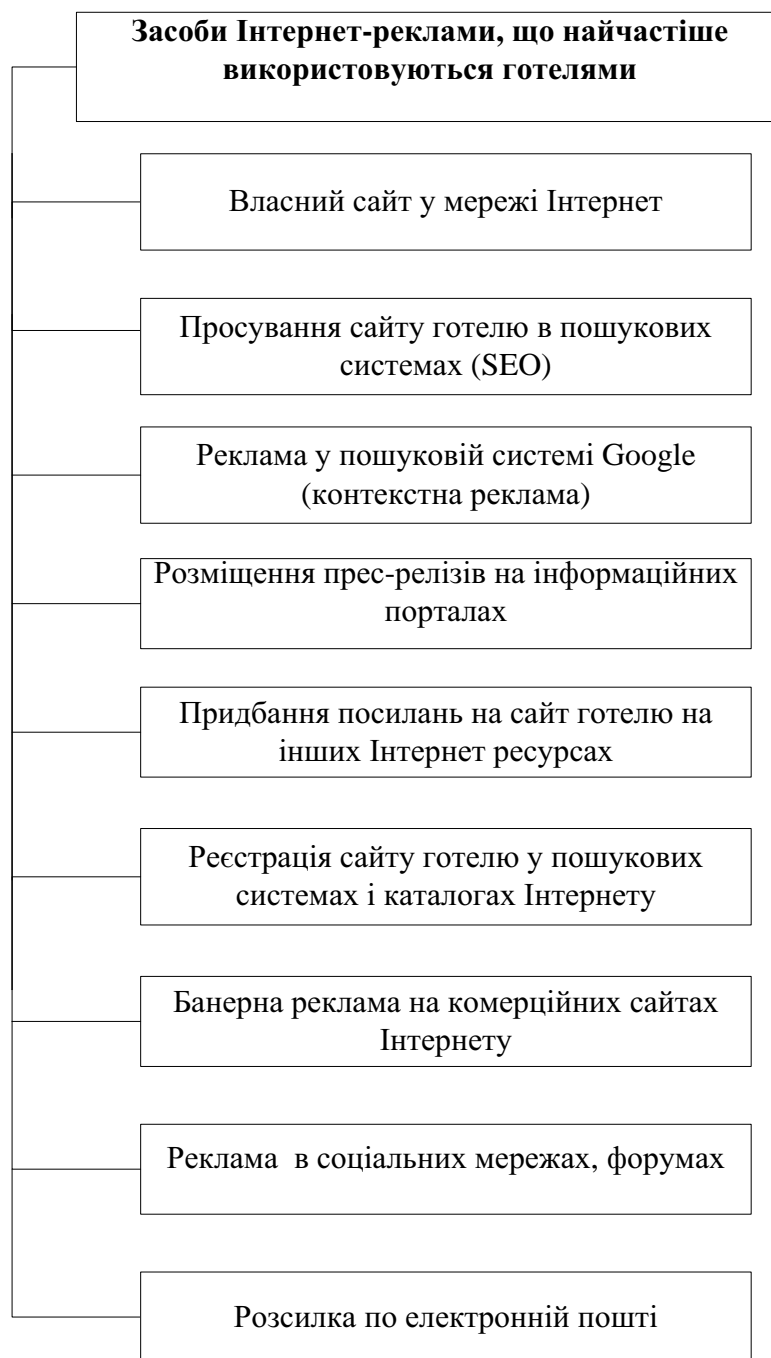 Засоби Інтернет-реклами, що найчастіше
використовуються готелями
Власний сайт у мережі Інтернет
Просування сайту готелю в пошукових
системах (SEO)
Реклама у пошуковій системі Google
(контекстна реклама)
Розміщення прес-релізів на інформаційних
порталах
Придбання посилань на сайт готелю на
інших Інтернет ресурсах
Реєстрація сайту готелю у пошукових
системах і каталогах Інтернету
Банерна реклама на комерційних сайтах
Інтернету
Реклама  в соціальних мережах, форумах
Розсилка по електронній пошті